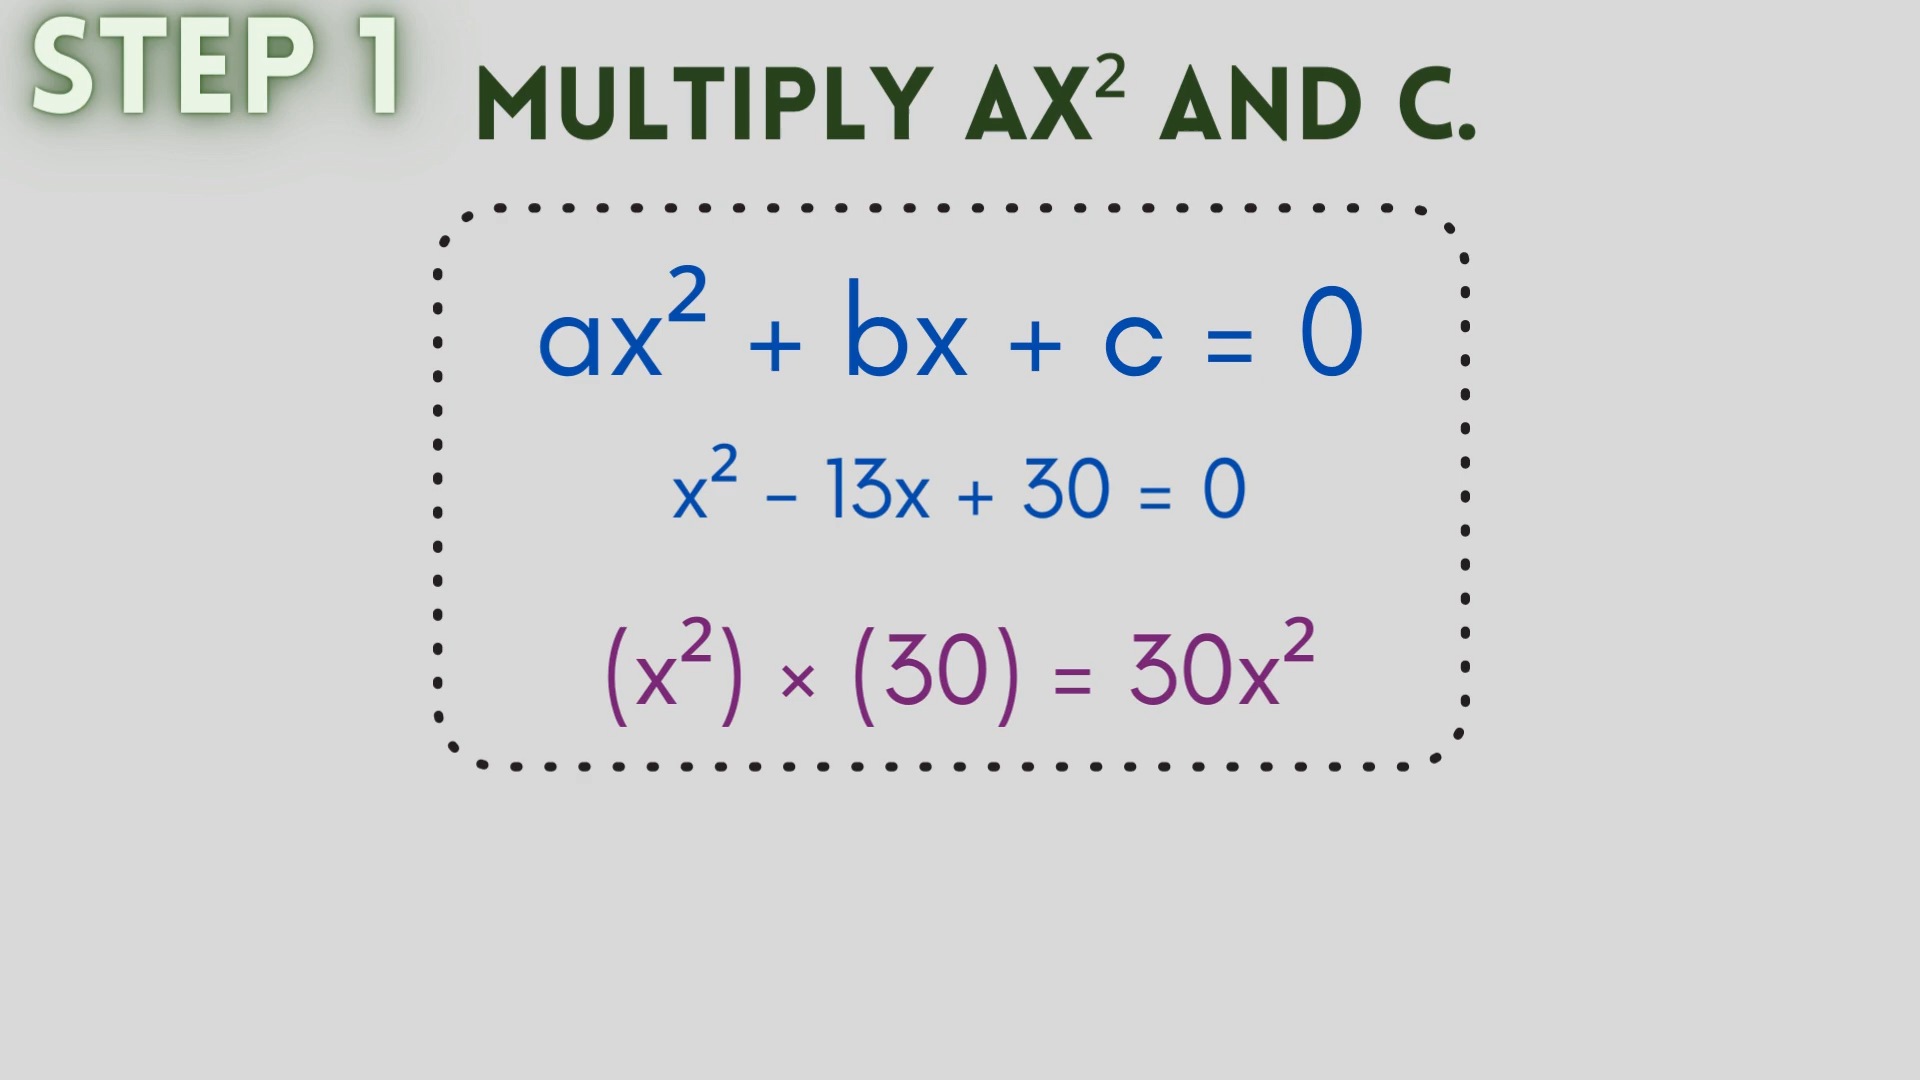 STEP 1
MULTIPLY AX² AND C.
ax² + bx + c = 0
x² - 13x + 30 = 0
(x²) × (30) = 30x²